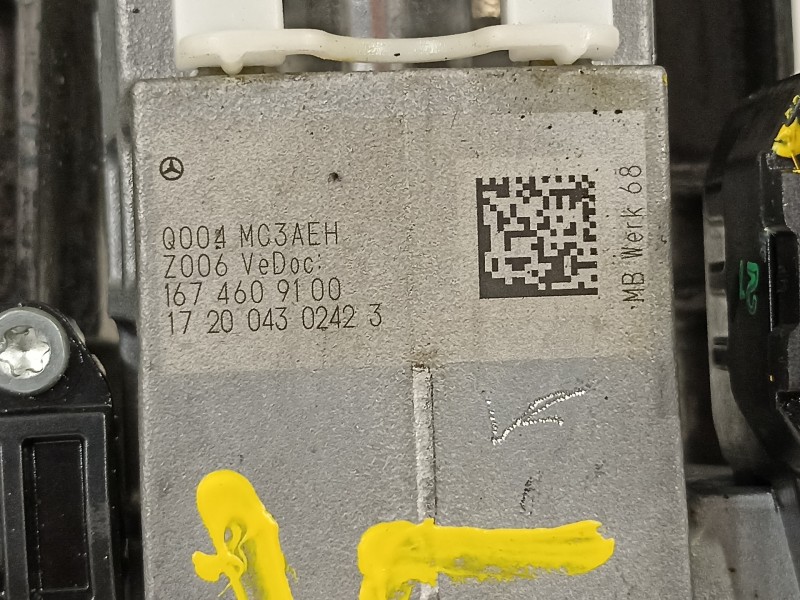 Q004 MC3AEH
Z006 VeDoc:
167 460 91 00
17 20 043 0242 3
MB Werk 68